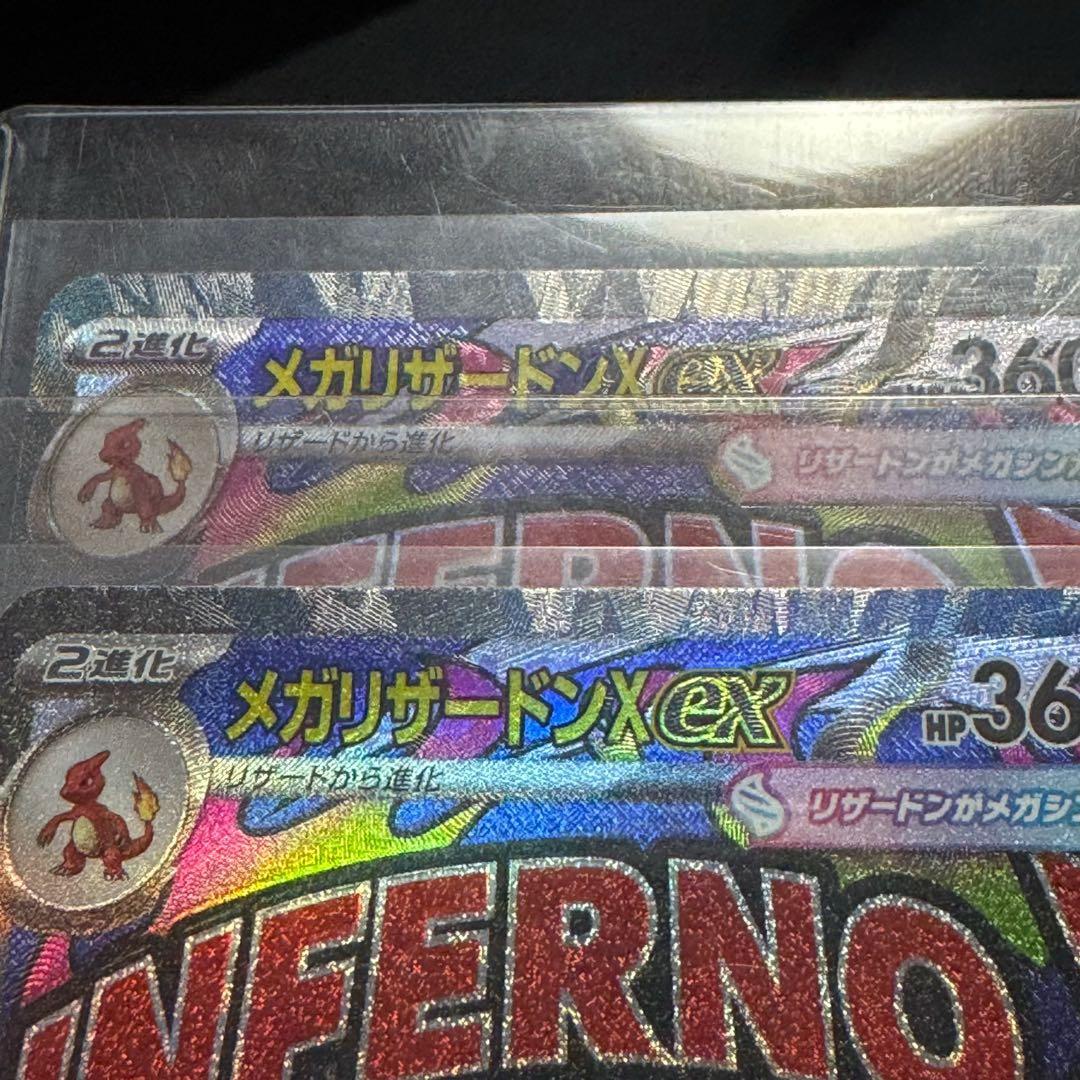 2進化
メガリザードンXex
360
リザードから進化
リザードンがメガシンカ
INFERNO X
2進化
メガリザードンXex
HP36
リザードから進化
リザードンがメガシン
INFERNO